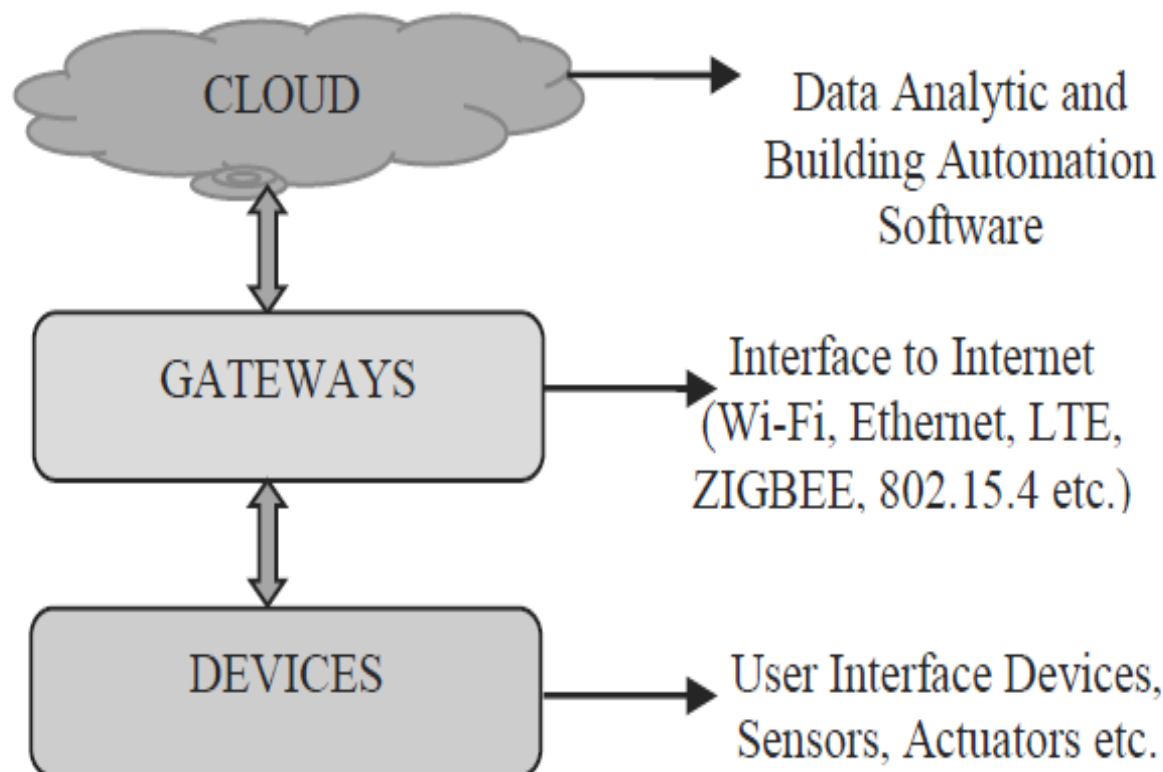 CLOUD
Data Analytic and
Building Automation
Software
GATEWAYS
Interface to Internet
(Wi-Fi, Ethernet, LTE,
ZIGBEE, 802.15.4 etc.)
DEVICES
User Interface Devices,
Sensors, Actuators etc.